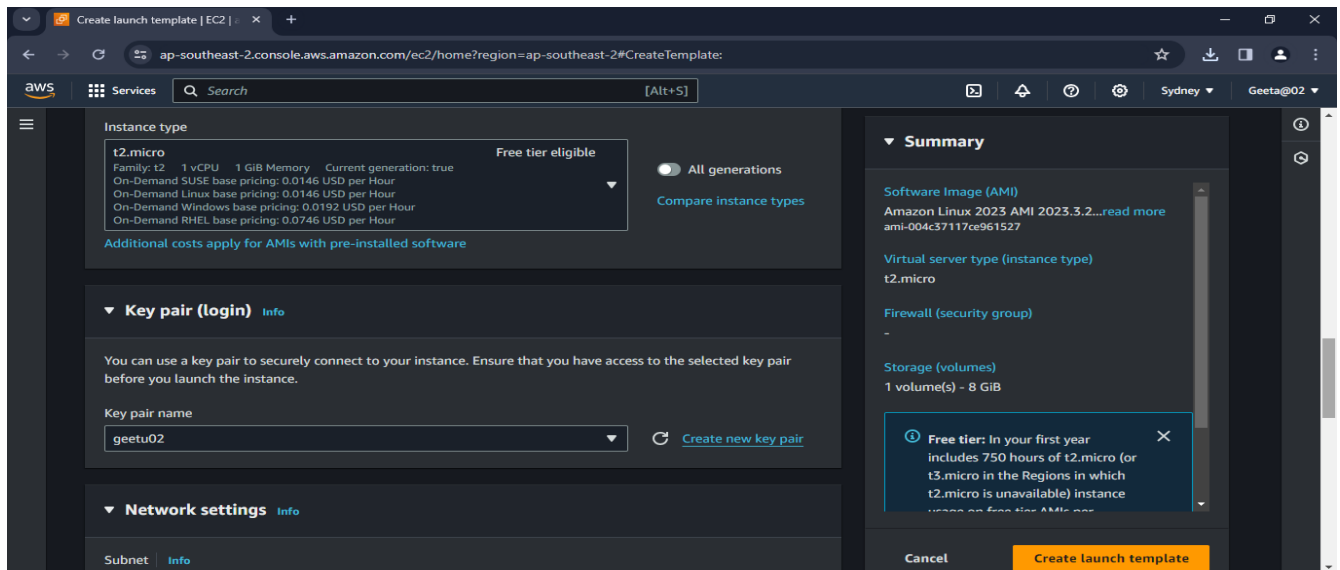 Create launch template | EC2 | a
ap-southeast-2.console.aws.amazon.com/ec2/home?region=ap-southeast-2#CreateTemplate:
aws
Services
Search
[Alt+S]
Sydney
Geeta@02
Instance type
t2.micro
Free tier eligible
Family: t2 1 vCPU 1 GiB Memory Current generation: true
On-Demand SUSE base pricing: 0.0146 USD per Hour
On-Demand Linux base pricing: 0.0146 USD per Hour
On-Demand Windows base pricing: 0.0192 USD per Hour
On-Demand RHEL base pricing: 0.0746 USD per Hour
All generations
Compare instance types
Additional costs apply for AMIs with pre-installed software
Key pair (login) Info
You can use a key pair to securely connect to your instance. Ensure that you have access to the selected key pair
before you launch the instance.
Key pair name
geetu02
Create new key pair
Network settings Info
Subnet Info
Summary
Software Image (AMI)
Amazon Linux 2023 AMI 2023.3.2...read more
ami-004c37117ce961527
Virtual server type (instance type)
t2.micro
Firewall (security group)
-
Storage (volumes)
1 volume(s) - 8 GiB
Free tier: In your first year
includes 750 hours of t2.micro (or
t3.micro in the Regions in which
t2.micro is unavailable) instance
usage on free tier AMIs per
Cancel
Create launch template